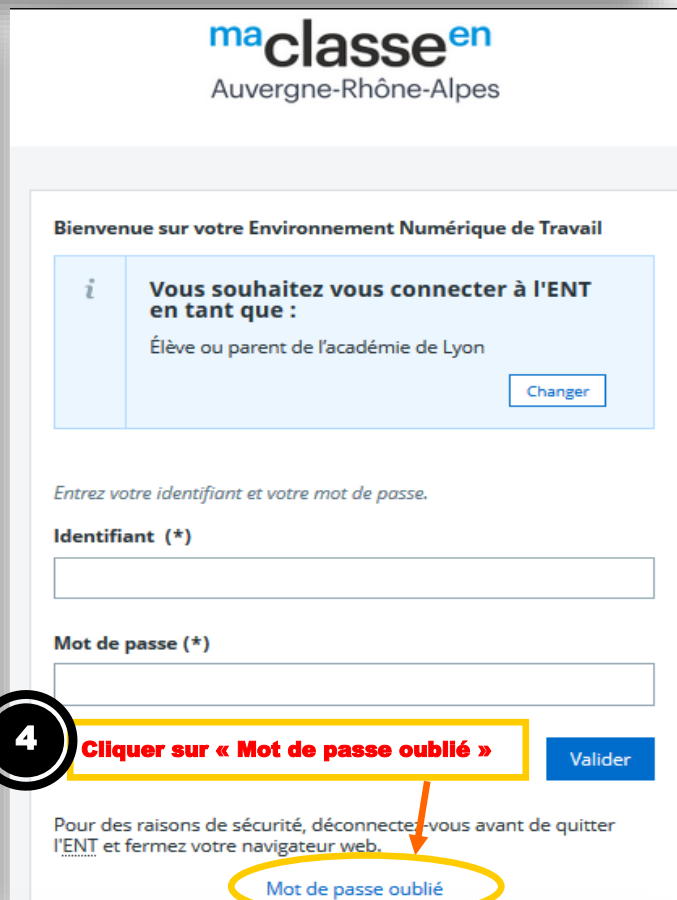 maclasseen
Auvergne-Rhône-Alpes
Bienvenue sur votre Environnement Numérique de Travail
i
Vous souhaitez vous connecter à l'ENT
en tant que :
Élève ou parent de l’académie de Lyon
Changer
Entrez votre identifiant et votre mot de passe.
Identifiant (*)
Mot de passe (*)
4
Cliquer sur « Mot de passe oublié »
Valider
Pour des raisons de sécurité, déconnectez-vous avant de quitter
l'ENT et fermez votre navigateur web.
Mot de passe oublié